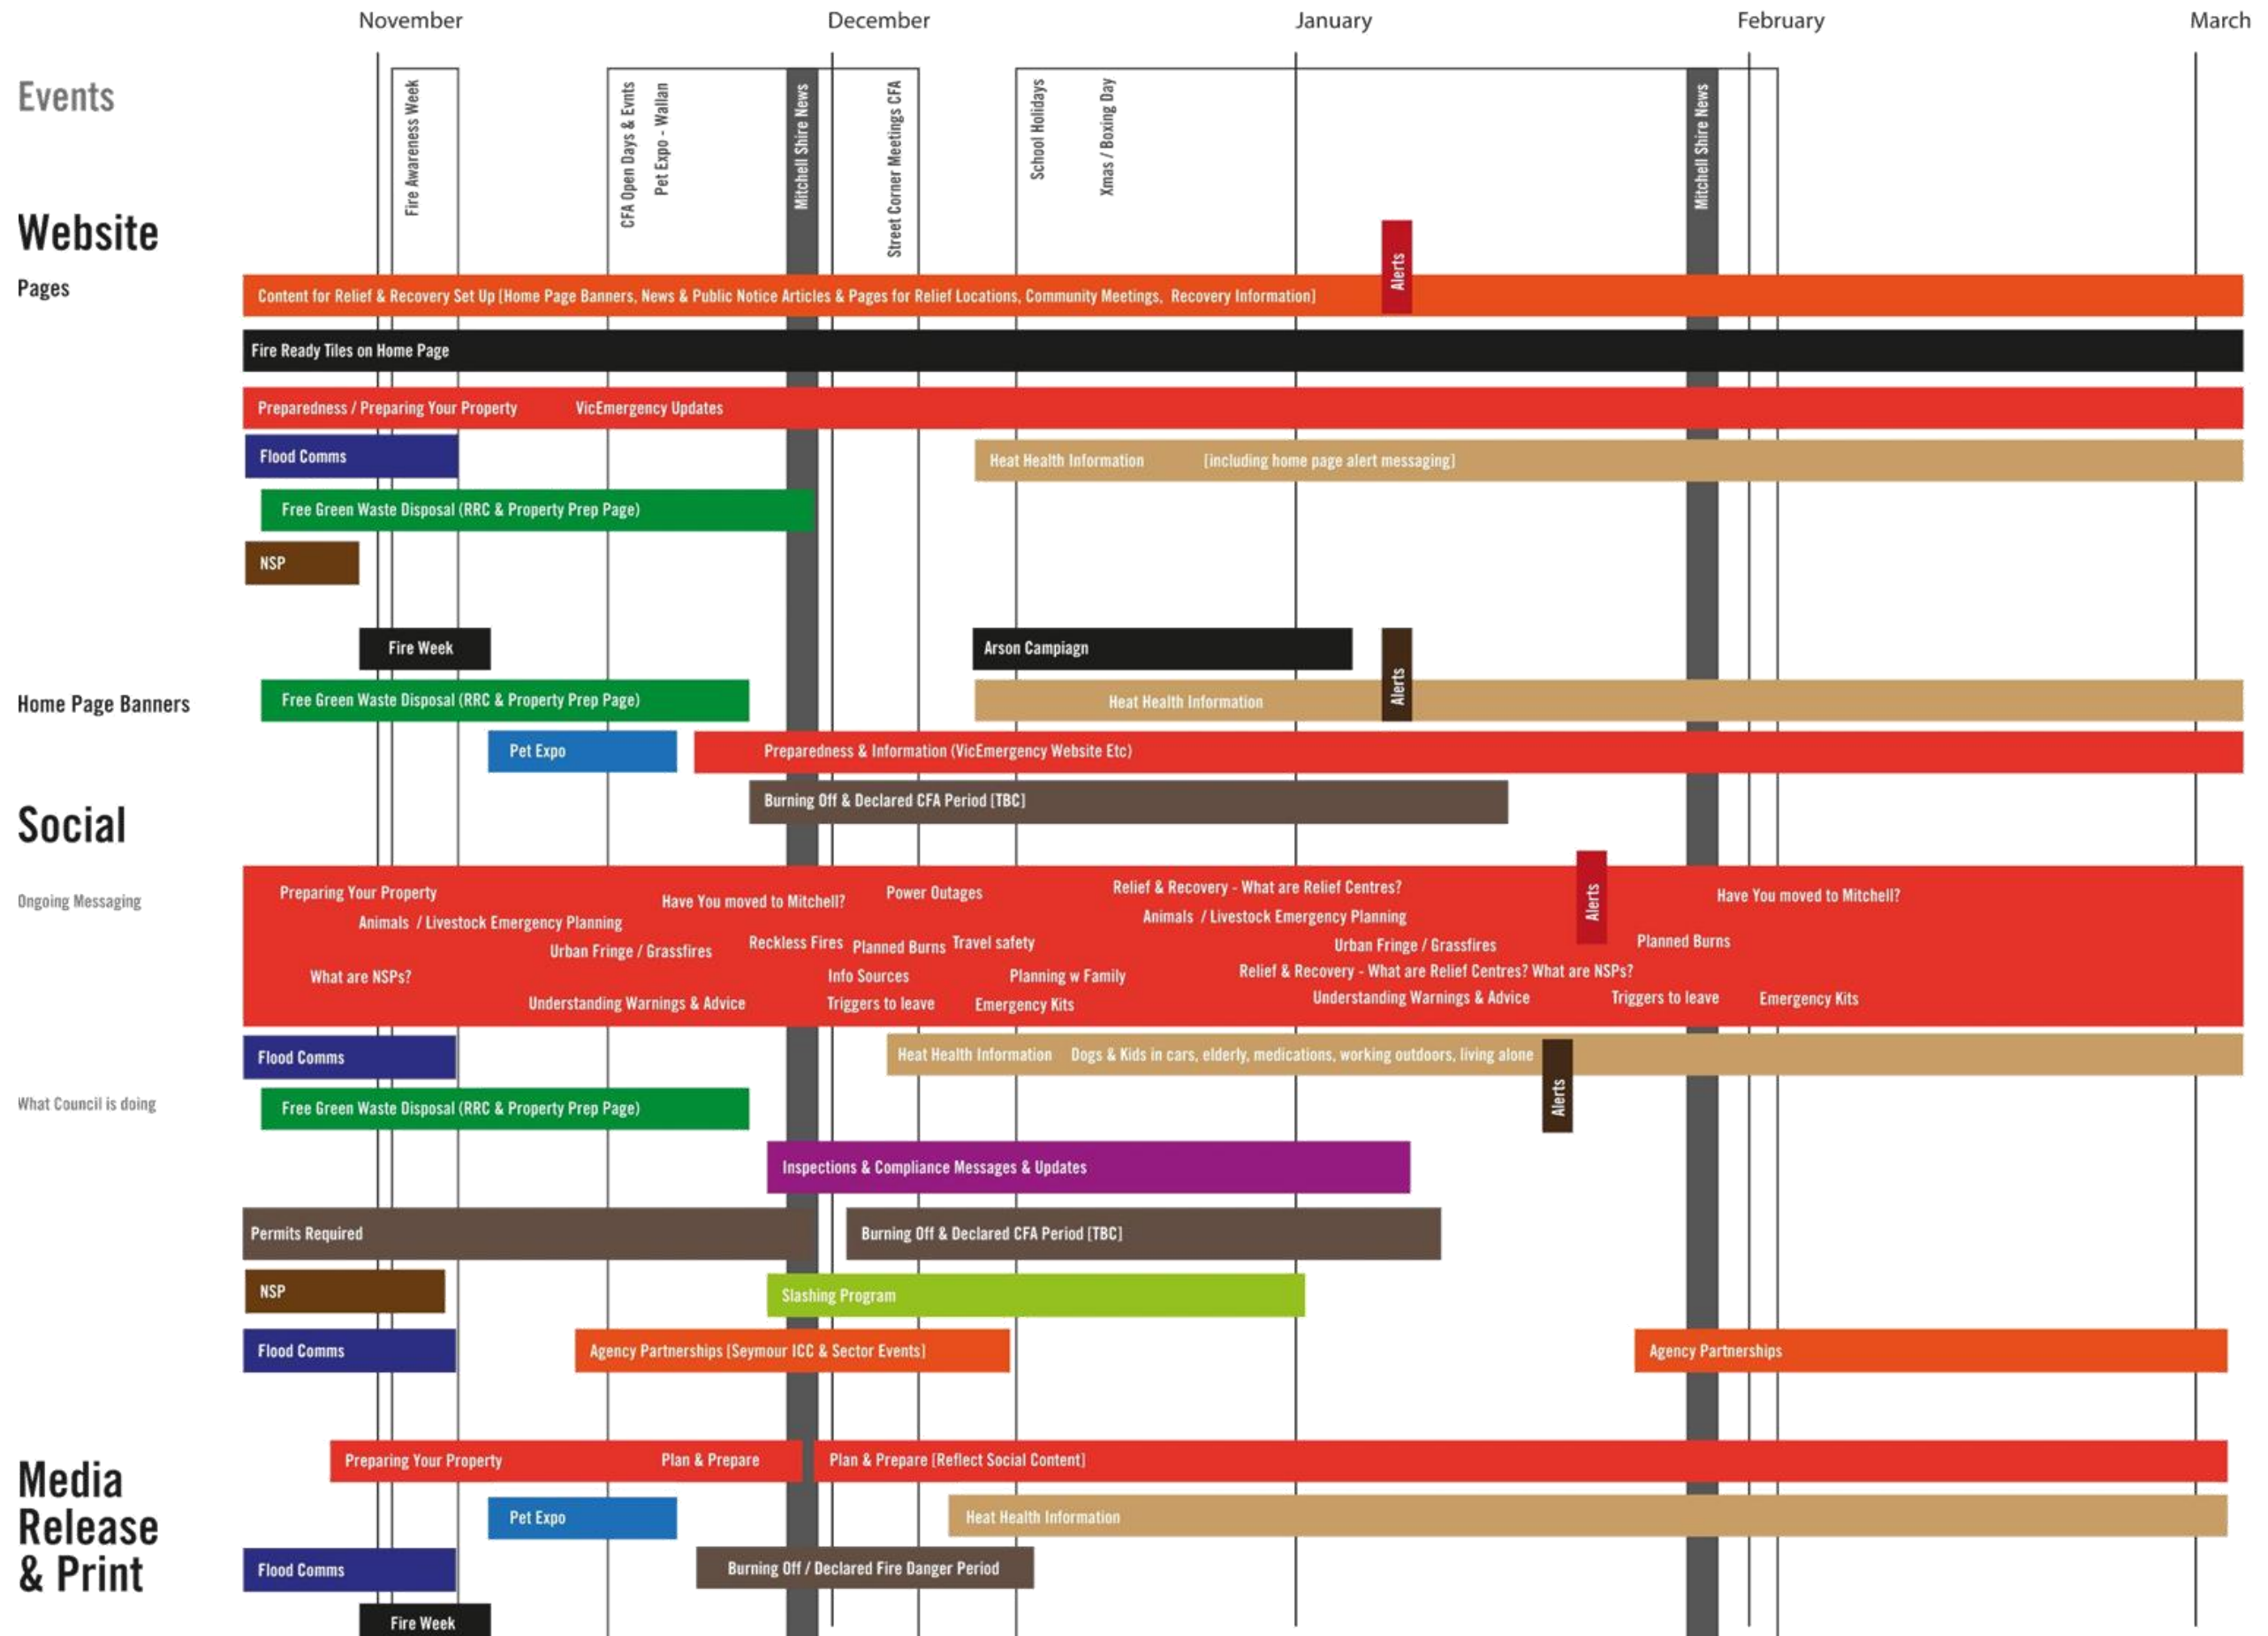 November
December
January
February
March
Events
Fire Awareness Week
CFA Open Days & Evnts
Pet Expo - Wallan
Mitchell Shire News
Street Corner Meetings CFA
School Holidays
Xmas / Boxing Day
Mitchell Shire News
Website
Pages
Alerts
Content for Relief & Recovery Set Up [Home Page Banners, News & Public Notice Articles & Pages for Relief Locations, Community Meetings, Recovery Information]
Fire Ready Tiles on Home Page
Preparedness / Preparing Your Property
VicEmergency Updates
Flood Comms
Heat Health Information
[including home page alert messaging]
Free Green Waste Disposal (RRC & Property Prep Page)
NSP
Fire Week
Arson Campiagn
Alerts
Home Page Banners
Free Green Waste Disposal (RRC & Property Prep Page)
Heat Health Information
Pet Expo
Preparedness & Information (VicEmergency Website Etc)
Burning Off & Declared CFA Period [TBC]
Social
Ongoing Messaging
Preparing Your Property
Have You moved to Mitchell?
Power Outages
Relief & Recovery - What are Relief Centres?
Alerts
Have You moved to Mitchell?
Animals / Livestock Emergency Planning
Animals / Livestock Emergency Planning
Urban Fringe / Grassfires
Reckless Fires
Planned Burns
Travel safety
Urban Fringe / Grassfires
Planned Burns
What are NSPs?
Info Sources
Planning w Family
Relief & Recovery - What are Relief Centres? What are NSPs?
Understanding Warnings & Advice
Triggers to leave
Emergency Kits
Understanding Warnings & Advice
Triggers to leave
Emergency Kits
Flood Comms
Heat Health Information
Dogs & Kids in cars, elderly, medications, working outdoors, living alone
Alerts
What Council is doing
Free Green Waste Disposal (RRC & Property Prep Page)
Inspections & Compliance Messages & Updates
Permits Required
Burning Off & Declared CFA Period [TBC]
NSP
Slashing Program
Flood Comms
Agency Partnerships [Seymour ICC & Sector Events]
Agency Partnerships
Media
Release
& Print
Preparing Your Property
Plan & Prepare
Plan & Prepare [Reflect Social Content]
Pet Expo
Heat Health Information
Flood Comms
Burning Off / Declared Fire Danger Period
Fire Week